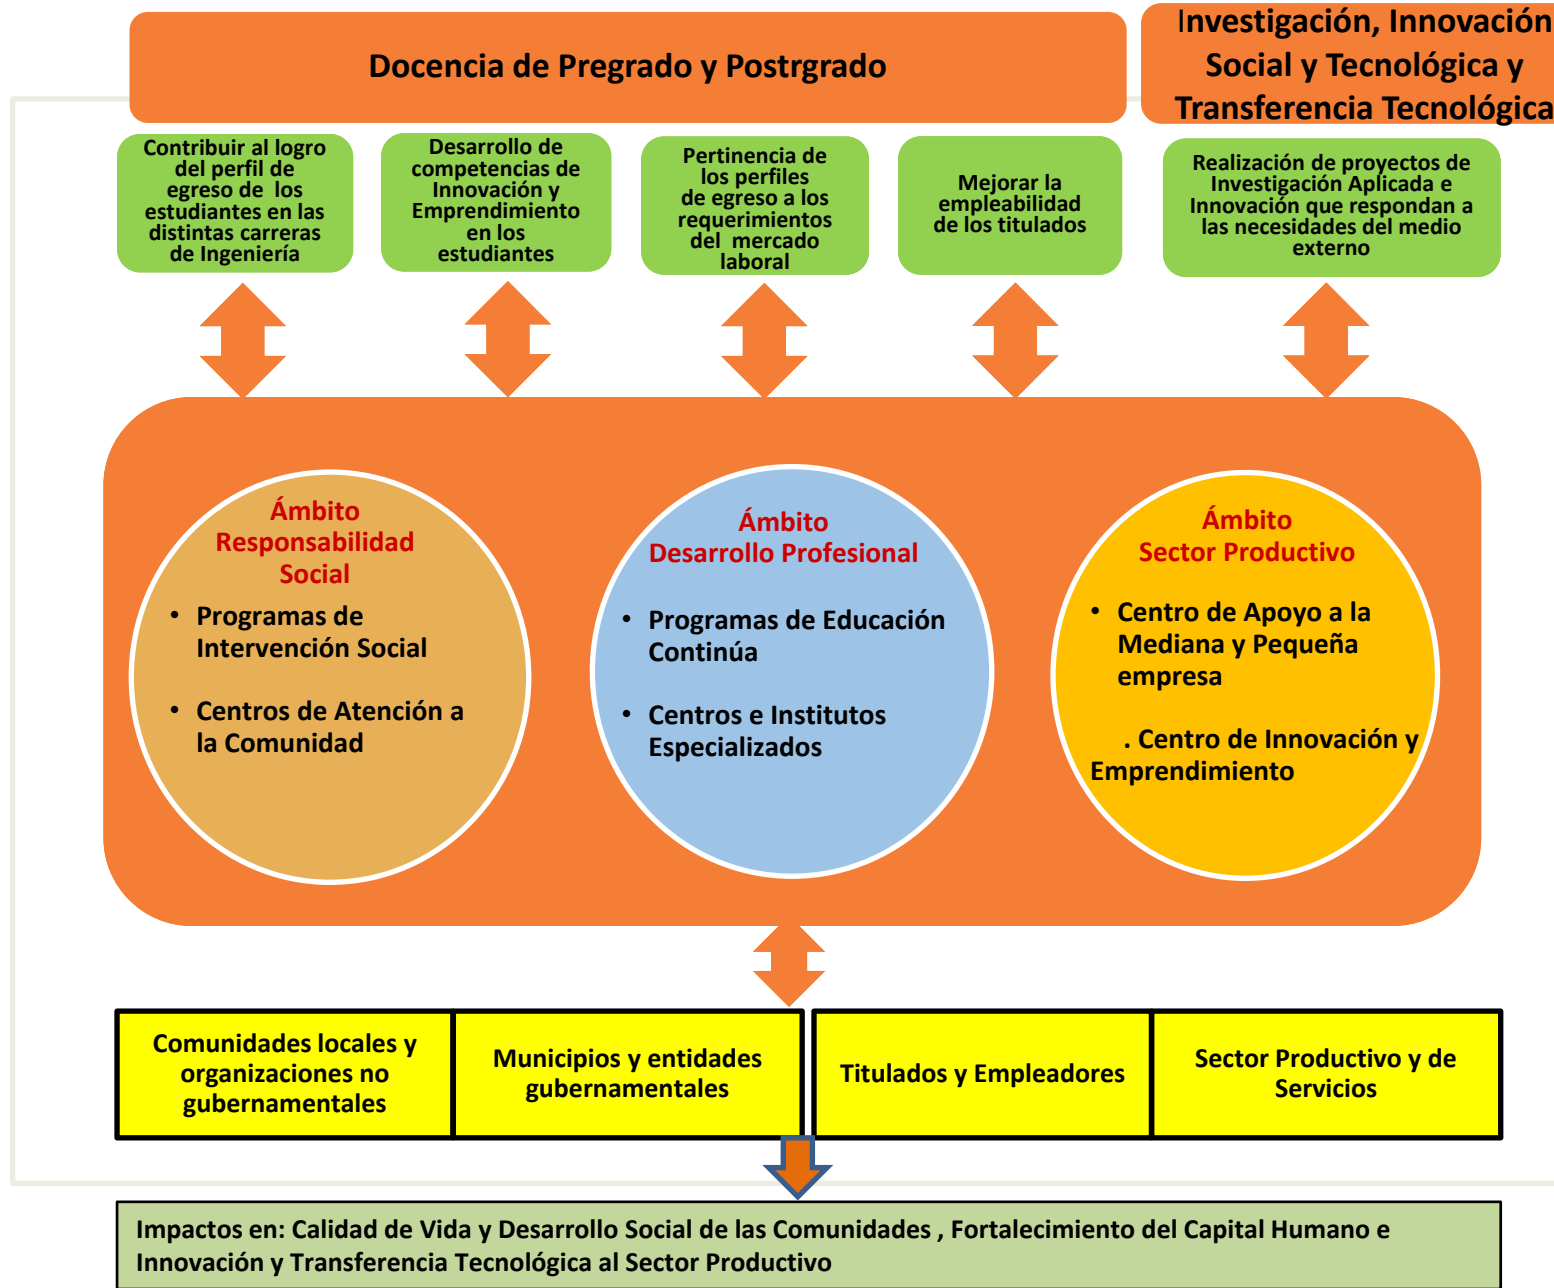 Docencia de Pregrado y Postrgrado
Investigación, Innovación
Social y Tecnológica y
Transferencia Tecnológica
Contribuir al logro
del perfil de
egreso de los
estudiantes en las
distintas carreras
de Ingeniería
Desarrollo de
competencias de
Innovación y
Emprendimiento
en los
estudiantes
Pertinencia de
los perfiles
de egreso a los
requerimientos
del mercado
laboral
Mejorar la
empleabilidad
de los titulados
Realización de proyectos de
Investigación Aplicada e
Innovación que respondan a
las necesidades del medio
externo
Ámbito
Responsabilidad
Social
• Programas de
Intervención Social
• Centros de Atención a
la Comunidad
Ámbito
Desarrollo Profesional
• Programas de Educación
Continúa
• Centros e Institutos
Especializados
Ámbito
Sector Productivo
• Centro de Apoyo a la
Mediana y Pequeña
empresa
. Centro de Innovación y
Emprendimiento
Comunidades locales y
organizaciones no
gubernamentales
Municipios y entidades
gubernamentales
Titulados y Empleadores
Sector Productivo y de
Servicios
Impactos en: Calidad de Vida y Desarrollo Social de las Comunidades , Fortalecimiento del Capital Humano e
Innovación y Transferencia Tecnológica al Sector Productivo